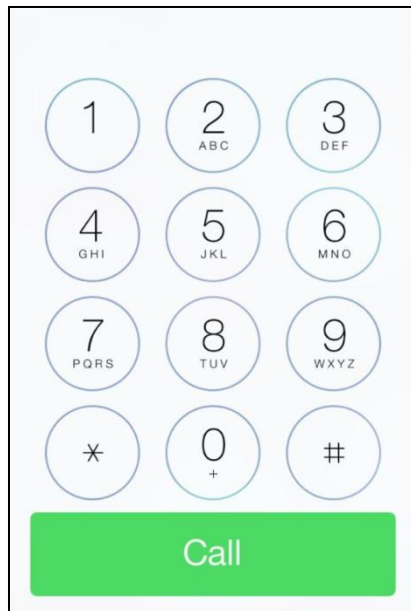 1 2 3
ABC DEF
4 5 6
GHI JKL MNO
7 8 9
PQRS TUV WXYZ
* 0 #
+
Call